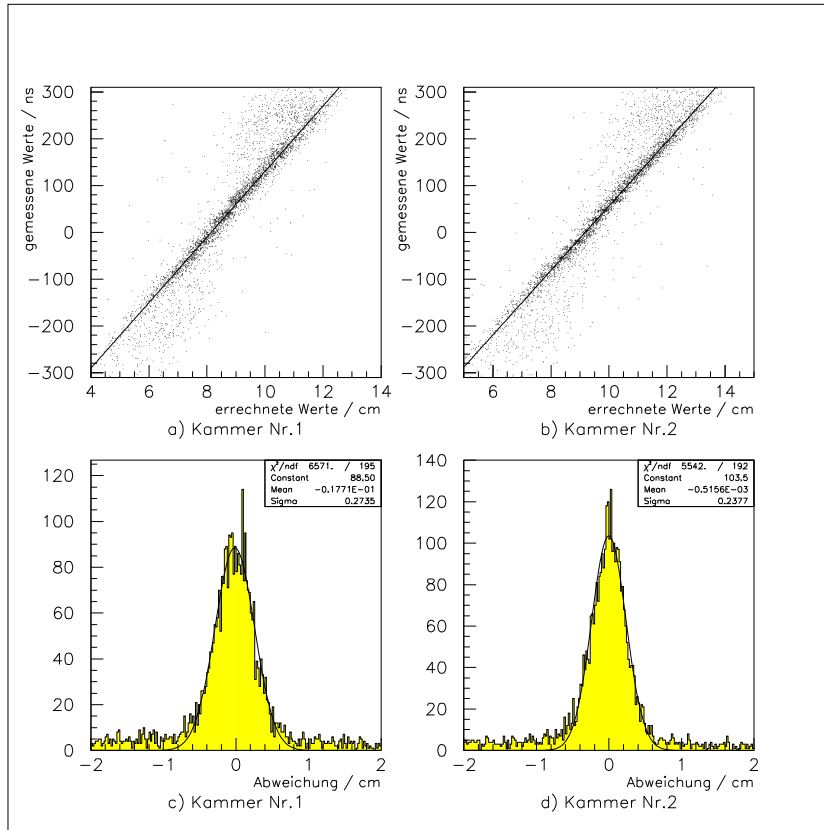 gemessene Werte / ns
300
200
100
0
−100
−200
−300
4 6 8 10 12 14
errechnete Werte / cm
a) Kammer Nr.1
gemessene Werte / ns
300
200
100
0
−100
−200
−300
6 8 10 12 14
errechnete Werte / cm
b) Kammer Nr.2
χ²/ndf 6571. / 195
Constant 88.50
Mean −0.1771E−01
Sigma 0.2735
120
100
80
60
40
20
0
−2 −1 0 1 2
Abweichung / cm
c) Kammer Nr.1
χ²/ndf 5542. / 192
Constant 103.5
Mean −0.5156E−03
Sigma 0.2377
140
120
100
80
60
40
20
0
−2 −1 0 1 2
Abweichung / cm
d) Kammer Nr.2